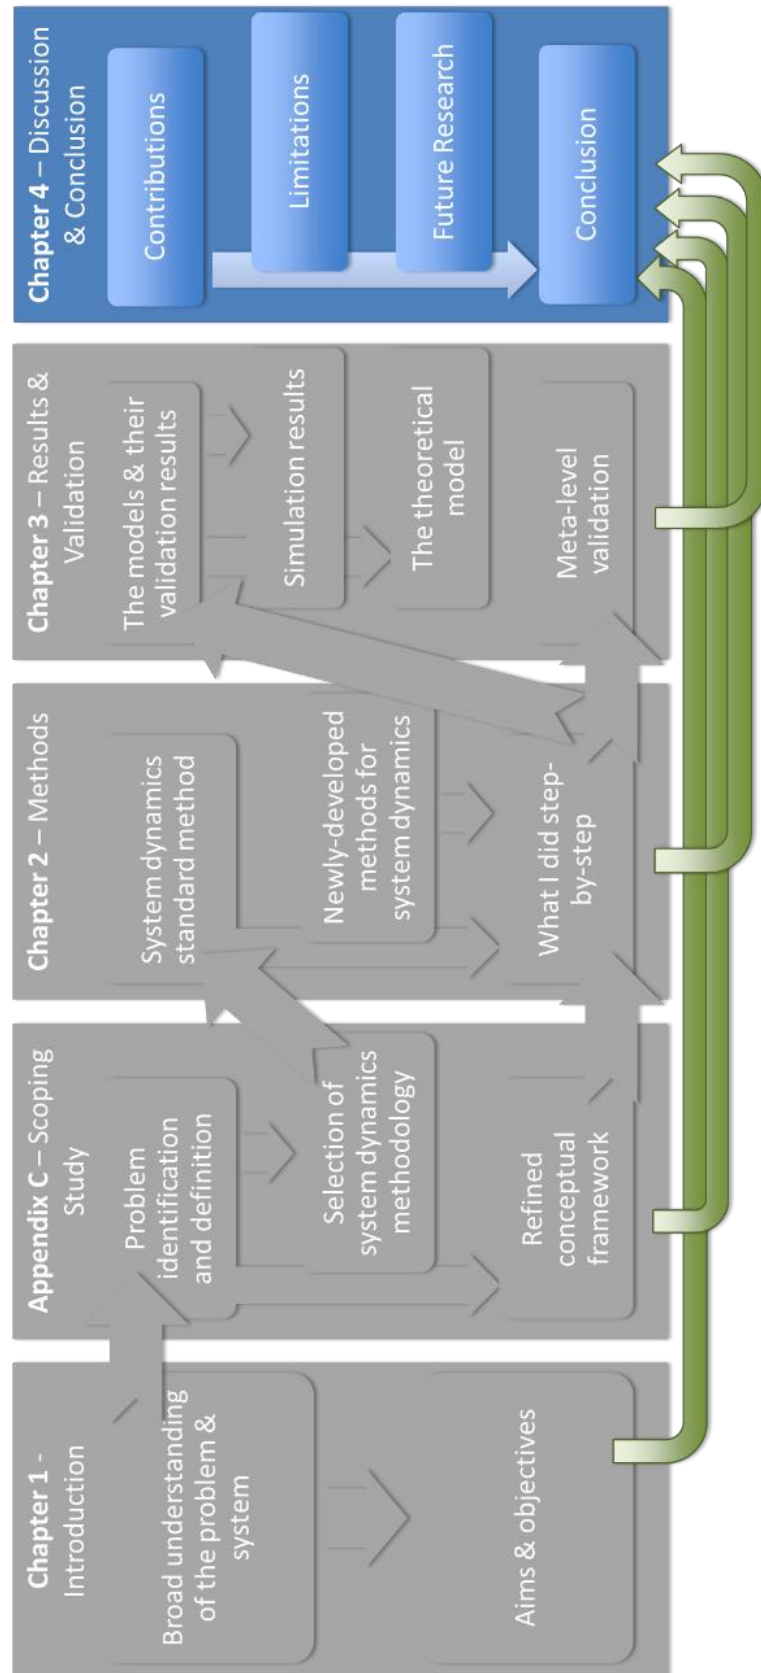 Chapter 1 -
Introduction
Broad understanding
of the problem &
system
Aims & objectives
Appendix C – Scoping
Study
Problem
identification
and definition
Selection of
system dynamics
methodology
Refined
conceptual
framework
Chapter 2 – Methods
System dynamics
standard method
Newly-developed
methods for
system dynamics
What I did step-
by-step
Chapter 3 – Results &
Validation
The models & their
validation results
Simulation results
The theoretical
model
Meta-level
validation
Chapter 4 – Discussion
& Conclusion
Contributions
Limitations
Future Research
Conclusion